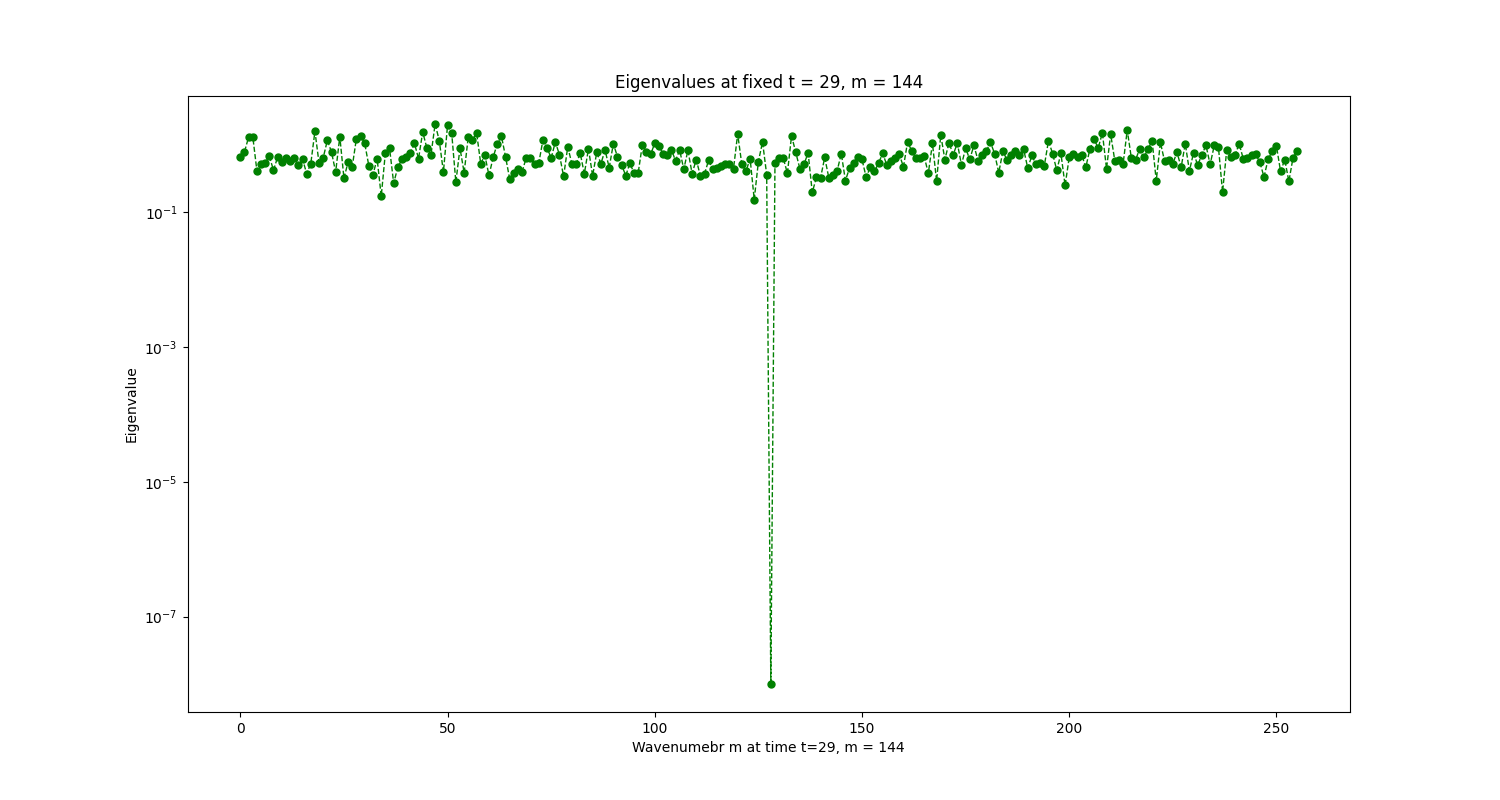 Eigenvalues at fixed t = 29, m = 144
10⁻¹
10⁻³
10⁻⁵
10⁻⁷
Eigenvalue
0 50 100 150 200 250
Wavenumebr m at time t=29, m = 144